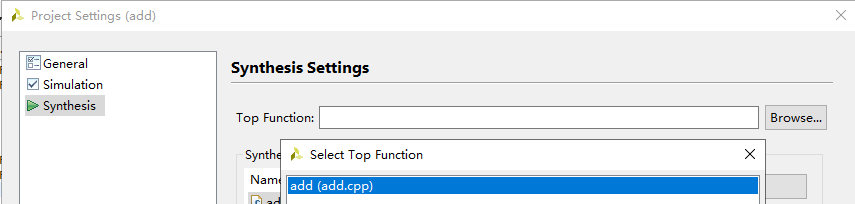 Project Settings (add)
General
Simulation
Synthesis
Synthesis Settings
Top Function:
Browse...
Select Top Function
add (add.cpp)